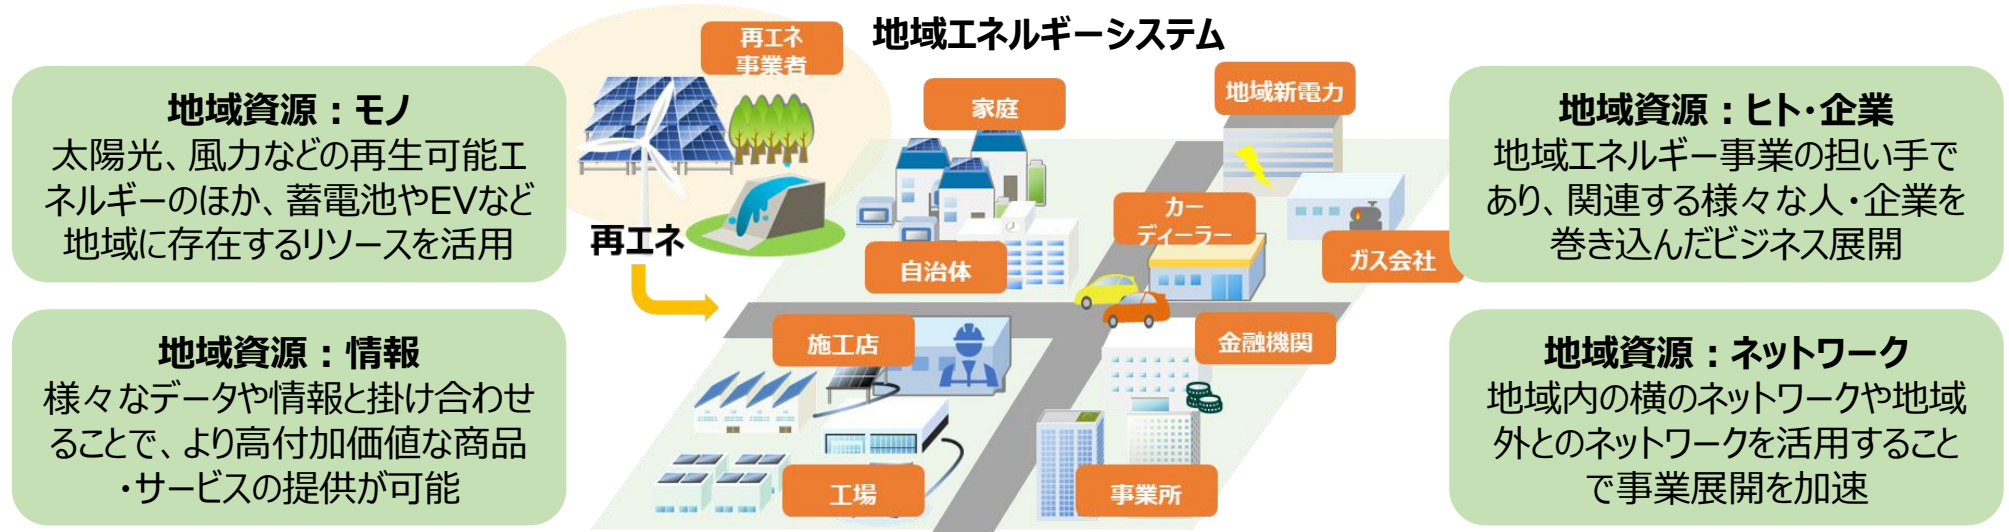 地域エネルギーシステム
地域資源：モノ
太陽光、風力などの再生可能エ
ネルギーのほか、蓄電池やEVなど
地域に存在するリソースを活用
地域資源：情報
様々なデータや情報と掛け合わせ
ることで、より高付加価値な商品
・サービスの提供が可能
再エネ
事業者
再エネ
家庭
地域新電力
カー
ディーラー
自治体
ガス会社
施工店
金融機関
工場
事業所
地域資源：ヒト・企業
地域エネルギー事業の担い手で
あり、関連する様々な人・企業を
巻き込んだビジネス展開
地域資源：ネットワーク
地域内の横のネットワークや地域
外とのネットワークを活用すること
で事業展開を加速